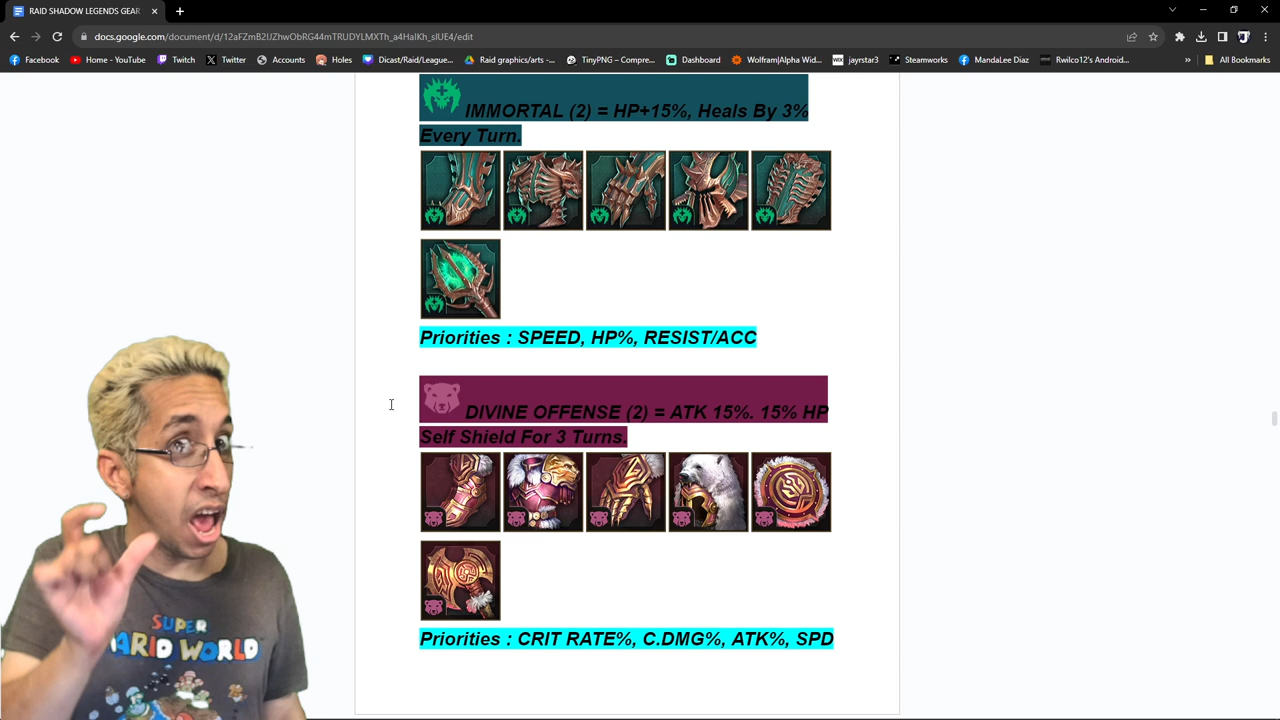 RAID SHADOW LEGENDS GEAR
docs.google.com/document/d/12aFZmB2IJZhwObRG44mTRUDYLMXTh_a4HaIKh_sIUE4/edit
Facebook Home - YouTube Twitch Twitter Accounts Holes Dicast/Raid/League... Raid graphics/arts -... TinyPNG – Compre... Dashboard Wolfram|Alpha Wid... jayrstar3 Steamworks MandaLee Diaz Rwilco12's Android... » All Bookmarks
IMMORTAL (2) = HP+15%, Heals By 3%
Every Turn.
Priorities : SPEED, HP%, RESIST/ACC
DIVINE OFFENSE (2) = ATK 15%. 15% HP
Self Shield For 3 Turns.
Priorities : CRIT RATE%, C.DMG%, ATK%, SPD
SUPER
MARIO WORLD